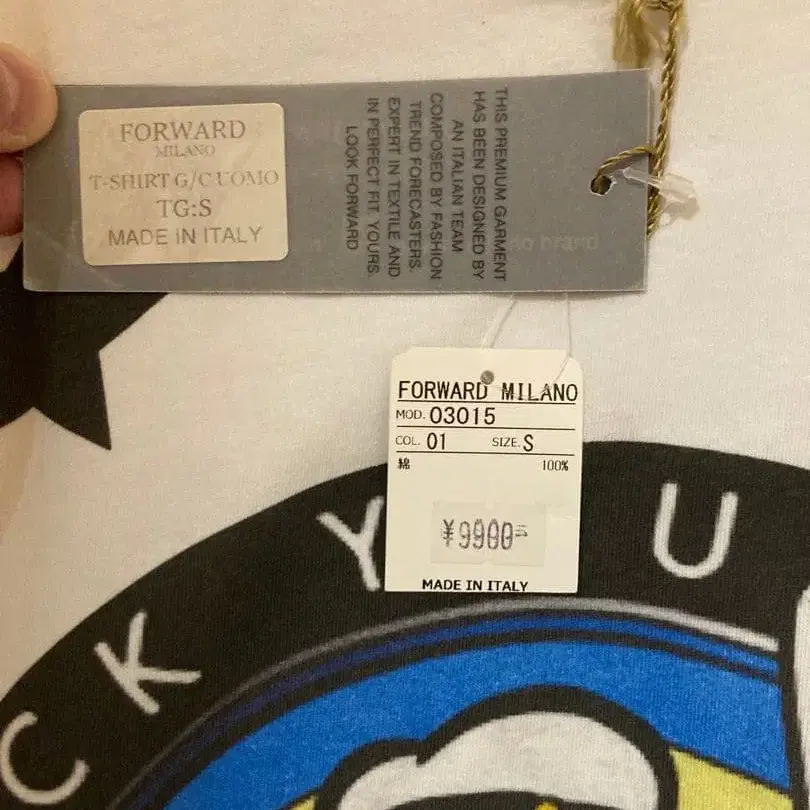 FORWARD
MILANO
T-SHIRT G/C UOMO
TG:S
MADE IN ITALY
THIS PREMIUM GARMENT
HAS BEEN DESIGNED BY
AN ITALIAN TEAM
COMPOSED BY FASHION
TREND FORECASTERS.
EXPERT IN TEXTILE AND
IN PERFECT FIT. YOURS.
LOOK FORWARD
brand
FORWARD MILANO
MOD. 03015
COL. 01 SIZE. S
綿 100%
¥9900
MADE IN ITALY
CK Y U